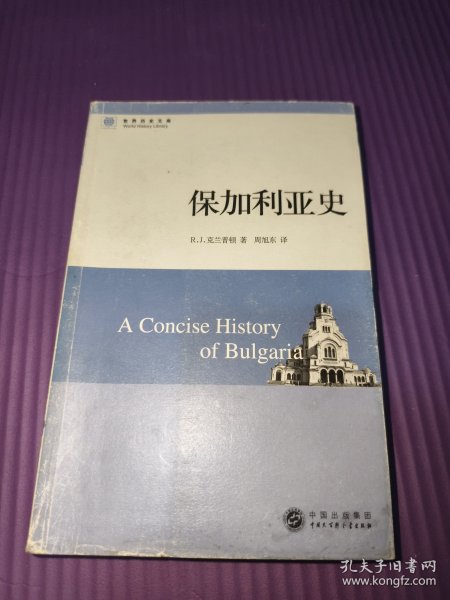 世界历史文库
World History Library
保加利亚史
R.J.克兰普顿 著 周旭东 译
A Concise History
of Bulgaria
中国出版集团
中国大百科全书出版社
孔夫子旧书网
www.kongfz.com